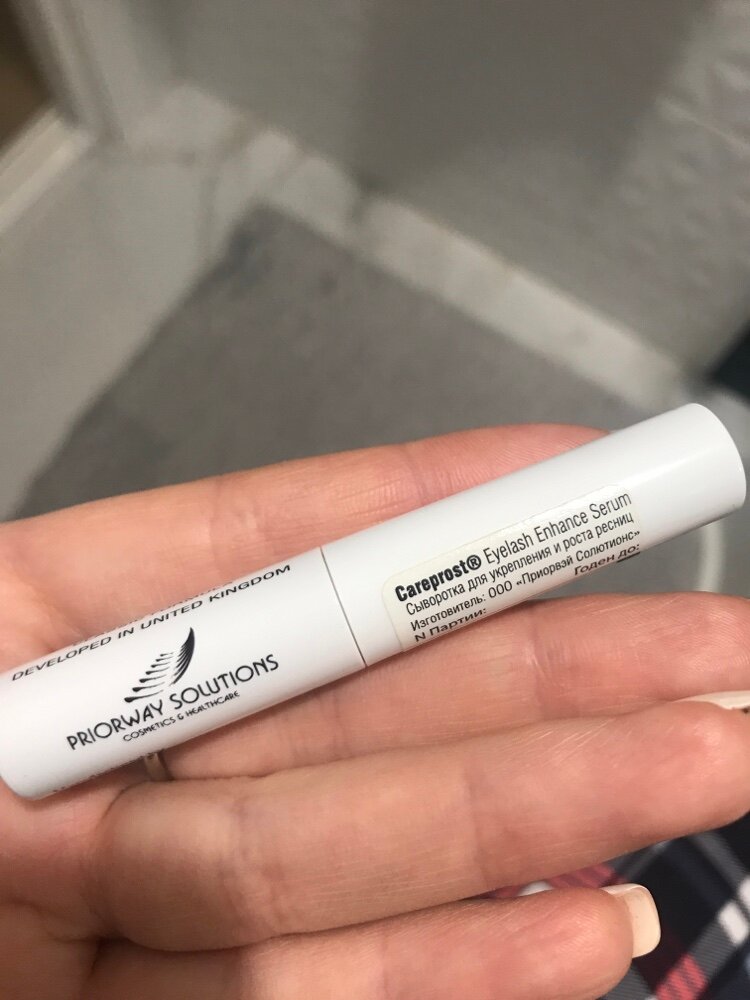 DEVELOPED IN UNITED KINGDOM
PRIORWAY SOLUTIONS
COSMETICS & HEALTHCARE
Careprost® Eyelash Enhance Serum
Сыворотка для укрепления и роста ресниц
Изготовитель: ООО «Приорвэй Солютионс»
N Партии: Годен до: